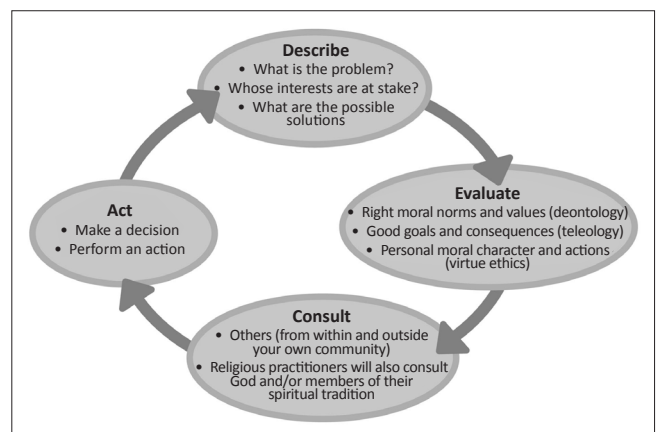 Describe
• What is the problem?
• Whose interests are at stake?
• What are the possible
solutions
Evaluate
• Right moral norms and values (deontology)
• Good goals and consequences (teleology)
• Personal moral character and actions
(virtue ethics)
Consult
• Others (from within and outside
your own community)
• Religious practitioners will also consult
God and/or members of their
spiritual tradition
Act
• Make a decision
• Perform an action